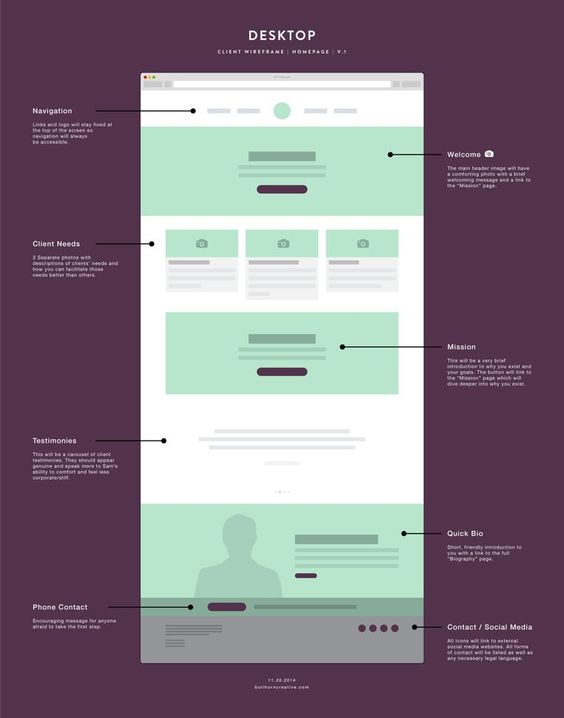 DESKTOP
CLIENT WIREFRAME | HOMEPAGE | V.1
Navigation
Links and logo will stay fixed at
the top of the screen so
navigation will always
be accessible.
Welcome
The main header image will have
a comforting photo with a brief
welcoming message and a link to
the "Mission" page.
Client Needs
3 Separate photos with
descriptions of clients' needs and
how you can facilitate those
needs better than others.
Mission
This will be a very brief
introduction to why you exist and
your goals. The button will link to
the "Mission" page which will
dive deeper into why you exist.
Testimonies
This will be a carousel of client
testimonies. They should appear
genuine and speak more to Sam's
ability to comfort and feel less
corporate/stiff.
Quick Bio
Short, friendly introduction to
you with a link to the full
"Biography" page.
Phone Contact
Encouraging message for anyone
afraid to take the first step.
Contact / Social Media
All Icons will link to external
social media websites. All forms
of contact will be listed as well as
any necessary legal language.
11.20.2014
bullhorncreative.com